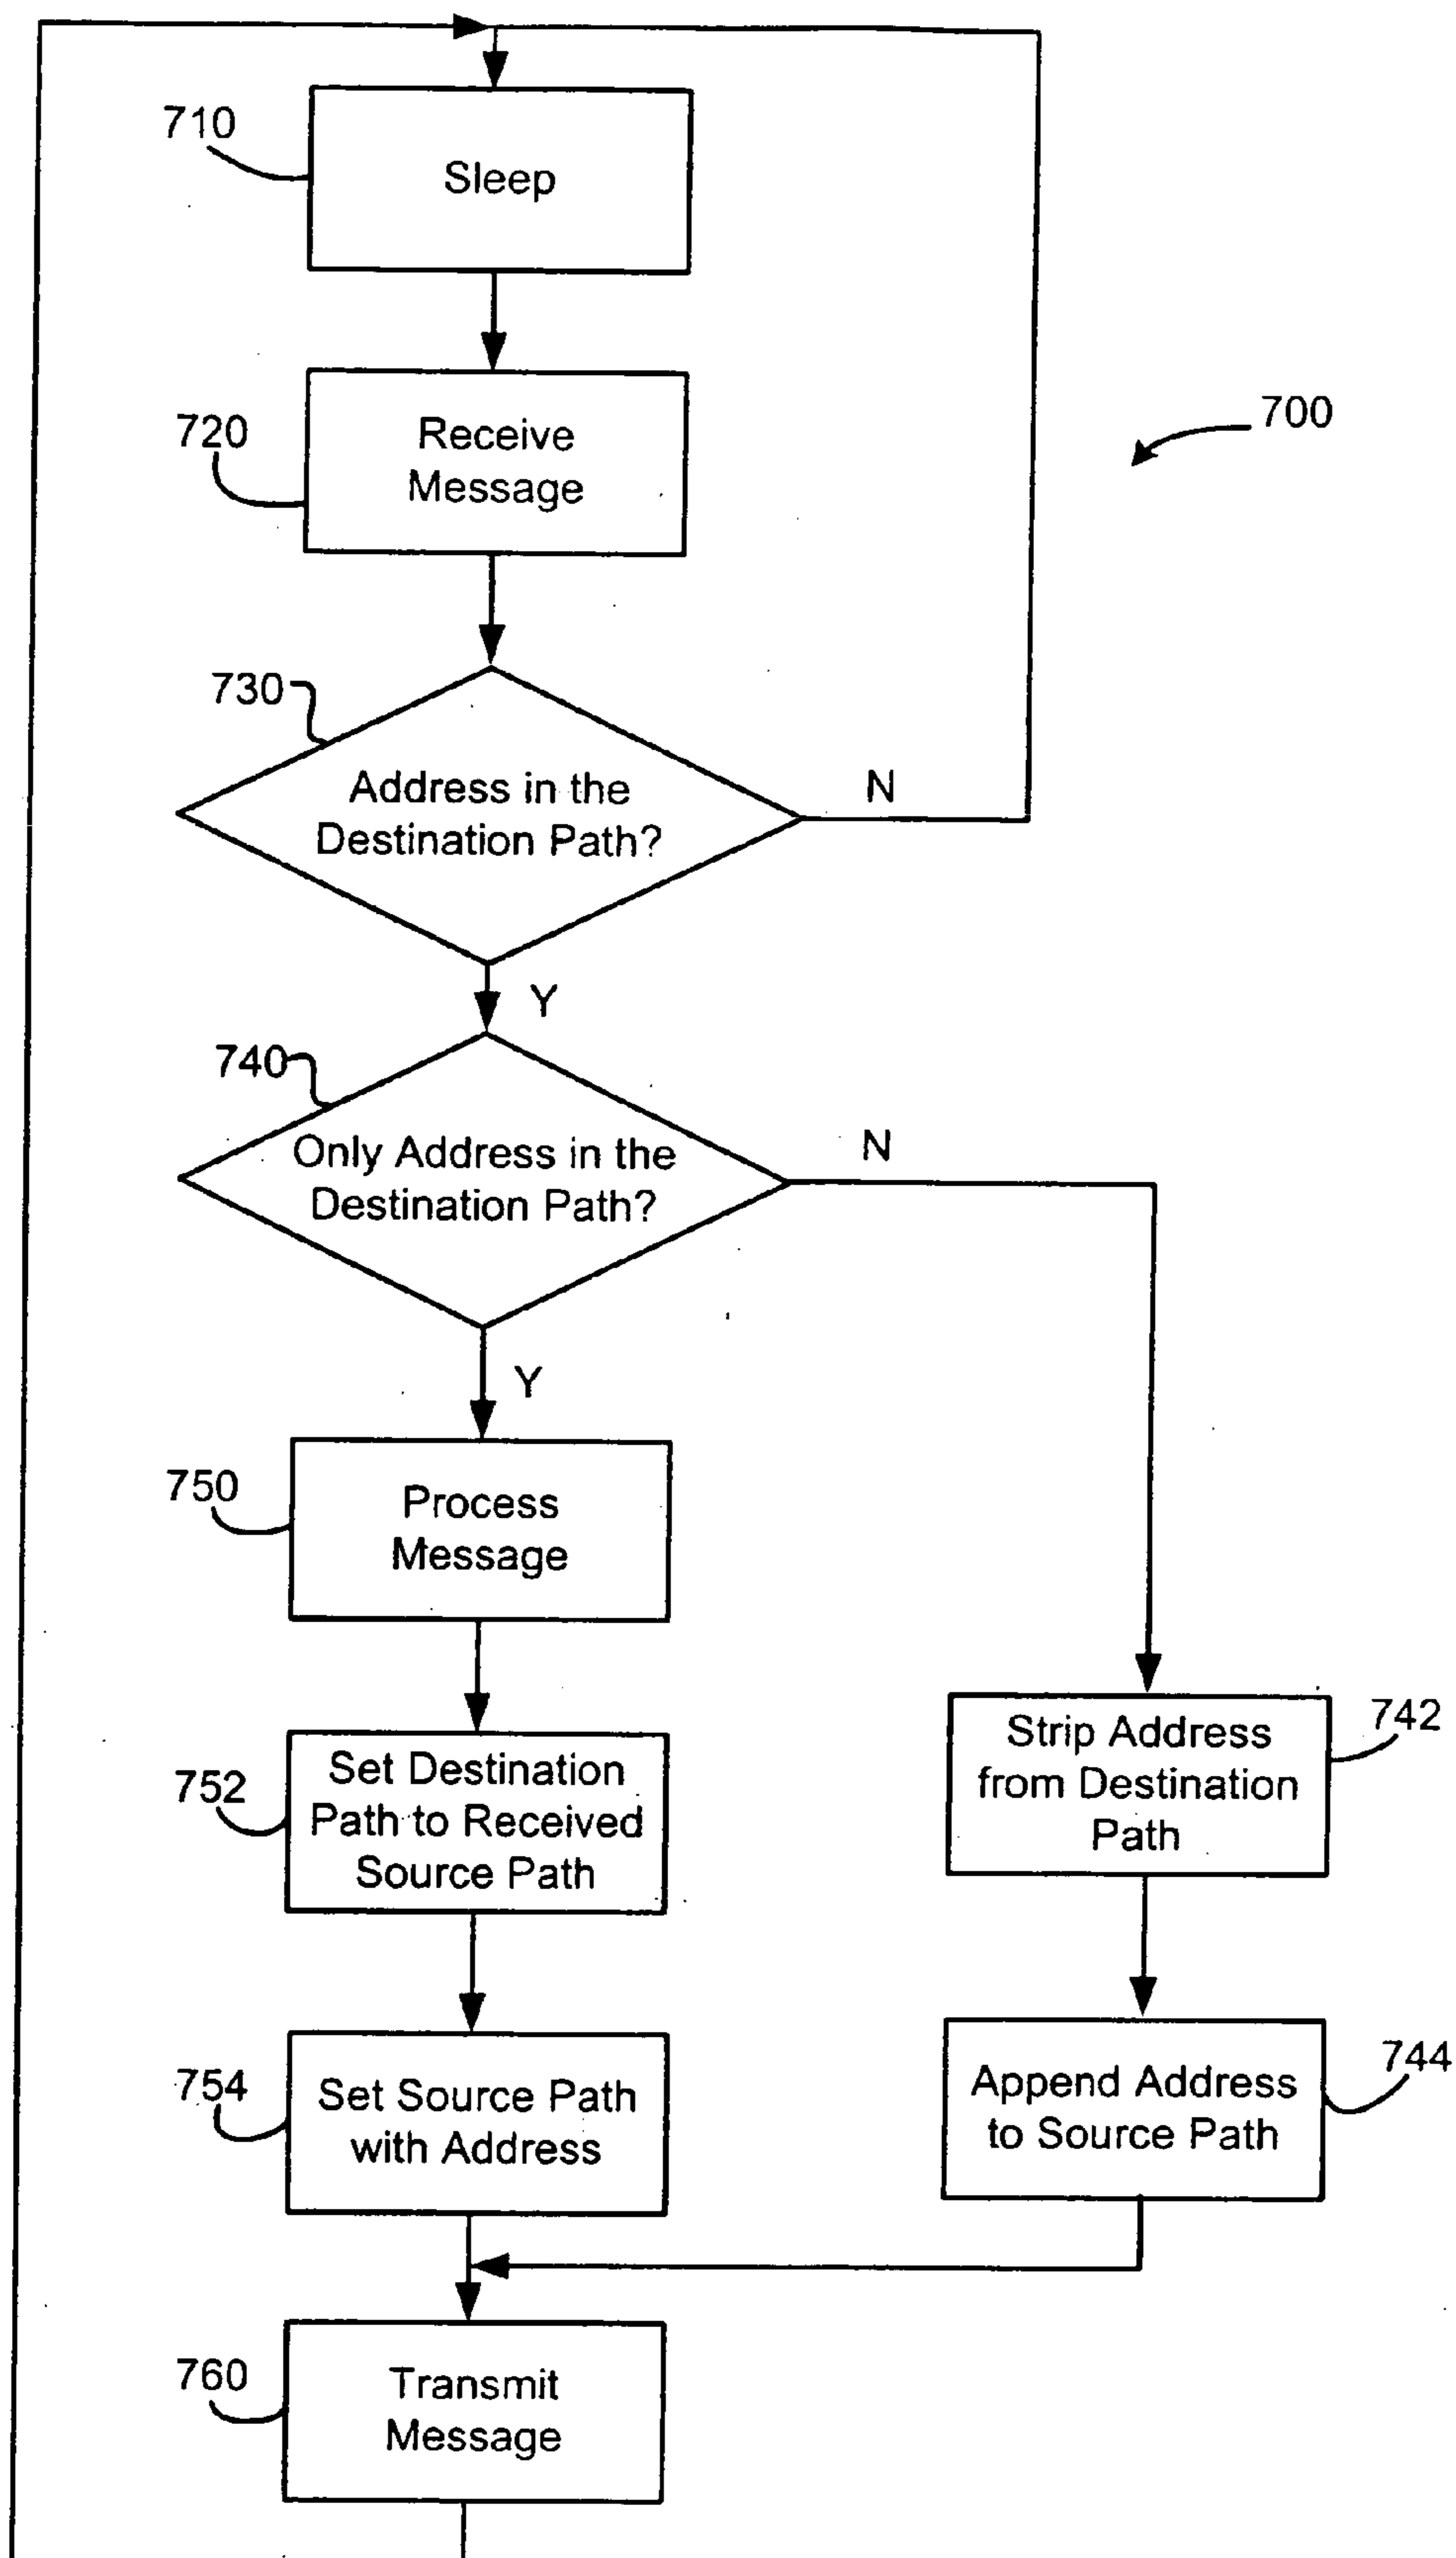 710
Sleep
700
720
Receive
Message
730
Address in the
Destination Path?
N
Y
740
Only Address in the
Destination Path?
N
Y
750
Process
Message
742
Strip Address
from Destination
Path
752
Set Destination
Path to Received
Source Path
744
Append Address
to Source Path
754
Set Source Path
with Address
760
Transmit
Message